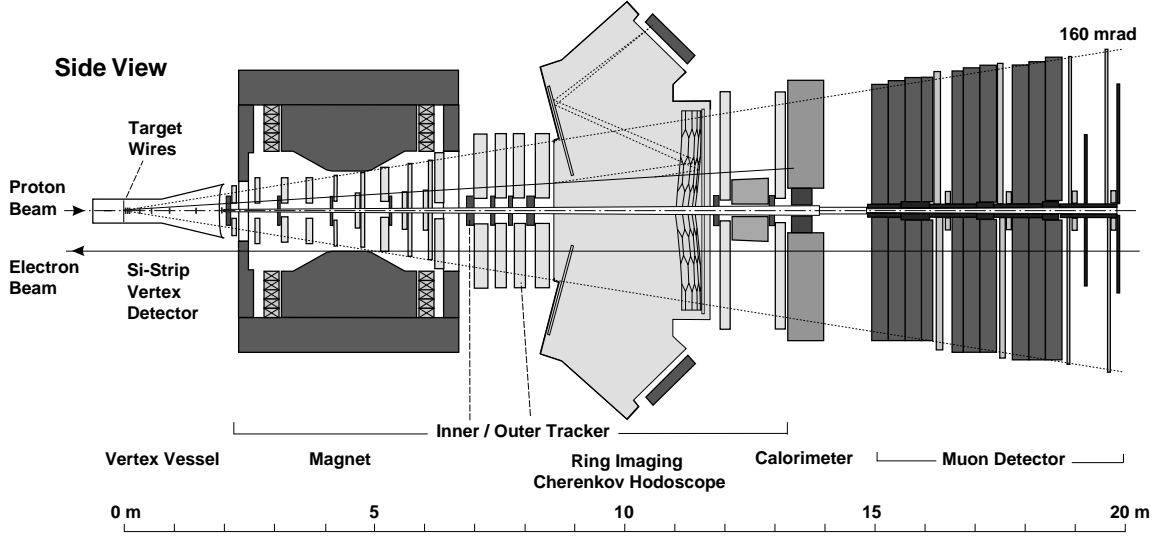 160 mrad
Side View
Target
Wires
Proton
Beam
Electron
Beam
Si-Strip
Vertex
Detector
Inner / Outer Tracker
Vertex Vessel
Magnet
Ring Imaging
Cherenkov Hodoscope
Calorimeter
Muon Detector
0 m 5 10 15 20 m